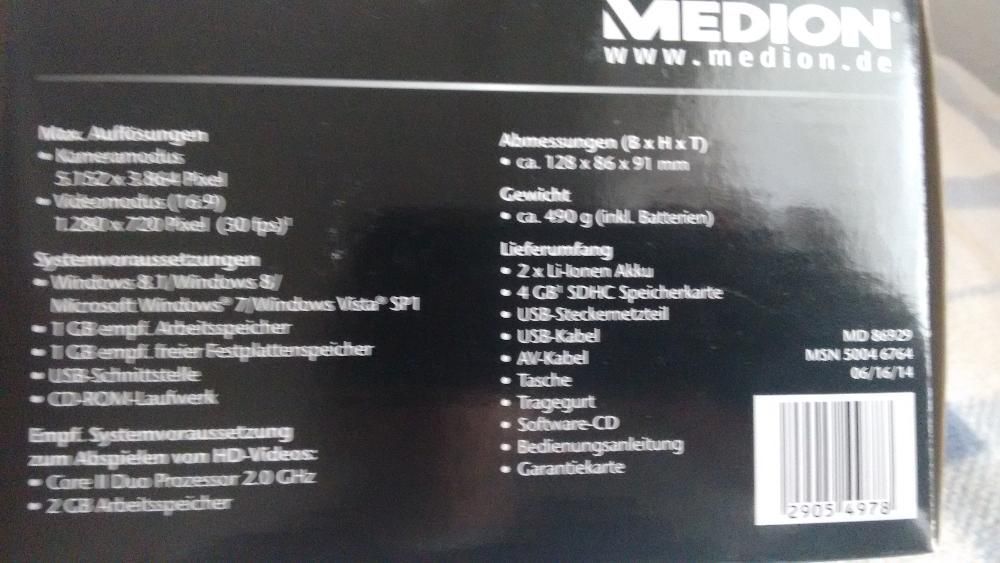 MEDION®
www.medion.de
Max. Auflösungen
• Kameramodus:
5.152 x 3.864 Pixel
• Videomodus (16:9)
1.280 x 720 Pixel (30 fps)¹
Systemvoraussetzungen
• Windows 8.1/Windows 8/
Microsoft Windows® 7/Windows Vista® SP1
• 1 GB empf. Arbeitsspeicher
• 1 GB empf. freier Festplattenspeicher
• USB-Schnittstelle
• CD-ROM-Laufwerk
Empf. Systemvoraussetzung
zum Abspielen von HD-Videos:
• Core II Duo Prozessor 2.0 GHz
• 2 GB Arbeitsspeicher
Abmessungen (B x H x T)
• ca. 128 x 86 x 91 mm
Gewicht
• ca. 490 g (inkl. Batterien)
Lieferumfang
• 2 x Li-Ionen Akku
• 4 GB¹ SDHC Speicherkarte
• USB-Steckernetzteil
• USB-Kabel
• AV-Kabel
• Tasche
• Tragegurt
• Software-CD
• Bedienungsanleitung
• Garantiekarte
MD 86929
MSN 5004 6764
06/16/14
2905 4978